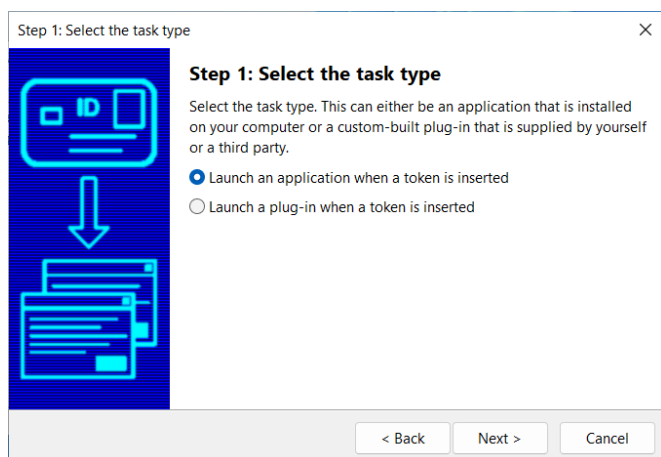 Step 1: Select the task type
ID
Step 1: Select the task type
Select the task type. This can either be an application that is installed
on your computer or a custom-built plug-in that is supplied by yourself
or a third party.
Launch an application when a token is inserted
Launch a plug-in when a token is inserted
< Back
Next >
Cancel